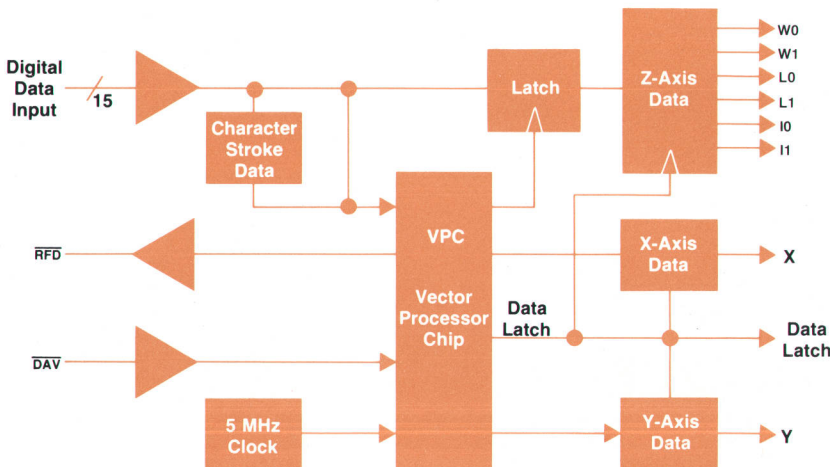 Digital
Data
Input
15
Character
Stroke
Data
Latch
Z-Axis
Data
W0
W1
L0
L1
I0
I1
RFD
VPC
Vector
Processor
Chip
X-Axis
Data
X
Data
Latch
Data
Latch
DAV
5 MHz
Clock
Y-Axis
Data
Y